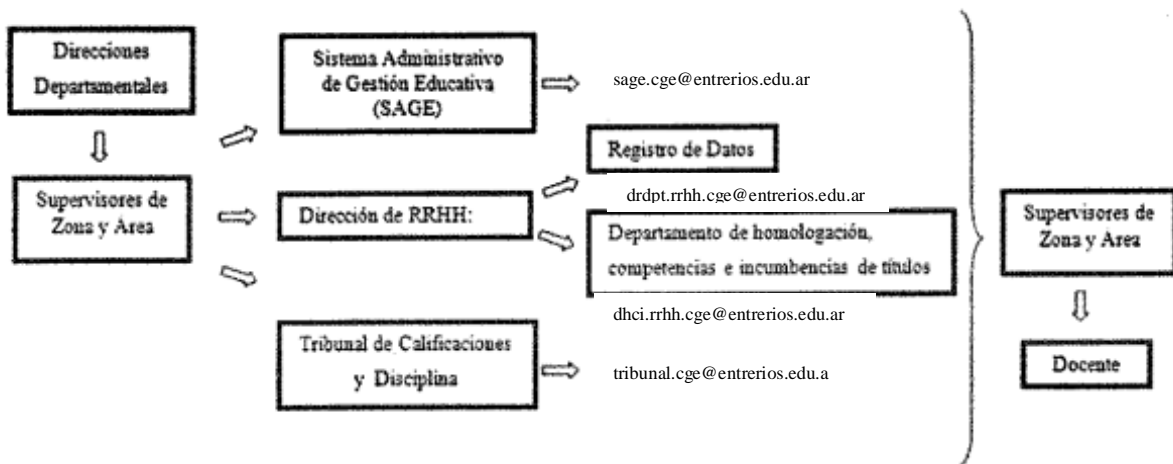 Direcciones
Departamentales
Supervisores de
Zona y Area
Sistema Administrativo
de Gestión Educativa
(SAGE)
sage.cge@entrerios.edu.ar
Dirección de RRHH:
Registro de Datos
drdpt.rrhh.cge@entrerios.edu.ar
Departamento de homologación,
competencias e incumbencias de títulos
dhci.rrhh.cge@entrerios.edu.ar
Tribunal de Calificaciones
y Disciplina
tribunal.cge@entrerios.edu.a
Supervisores de
Zona y Area
Docente